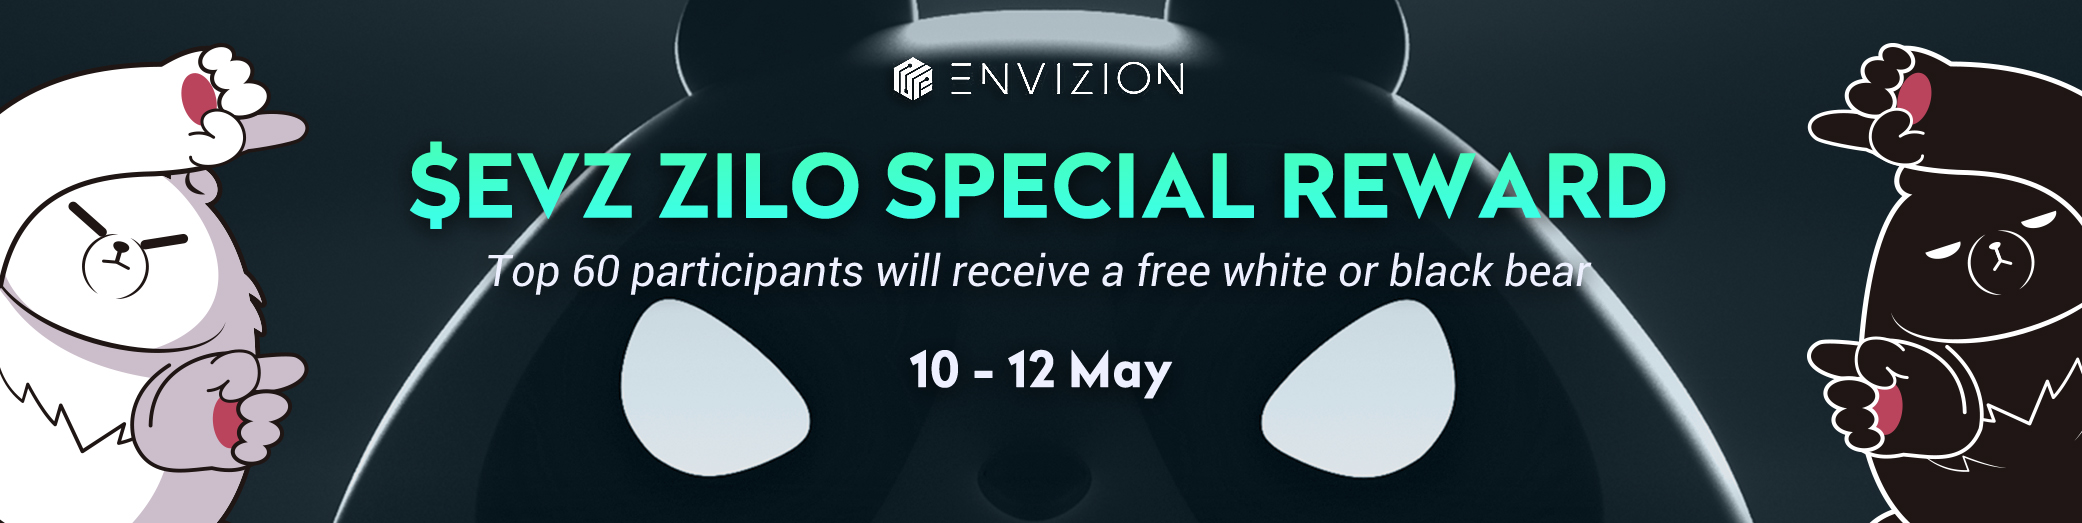 ENVIZION
$EVZ ZILO SPECIAL REWARD
Top 60 participants will receive a free white or black bear
10 - 12 May